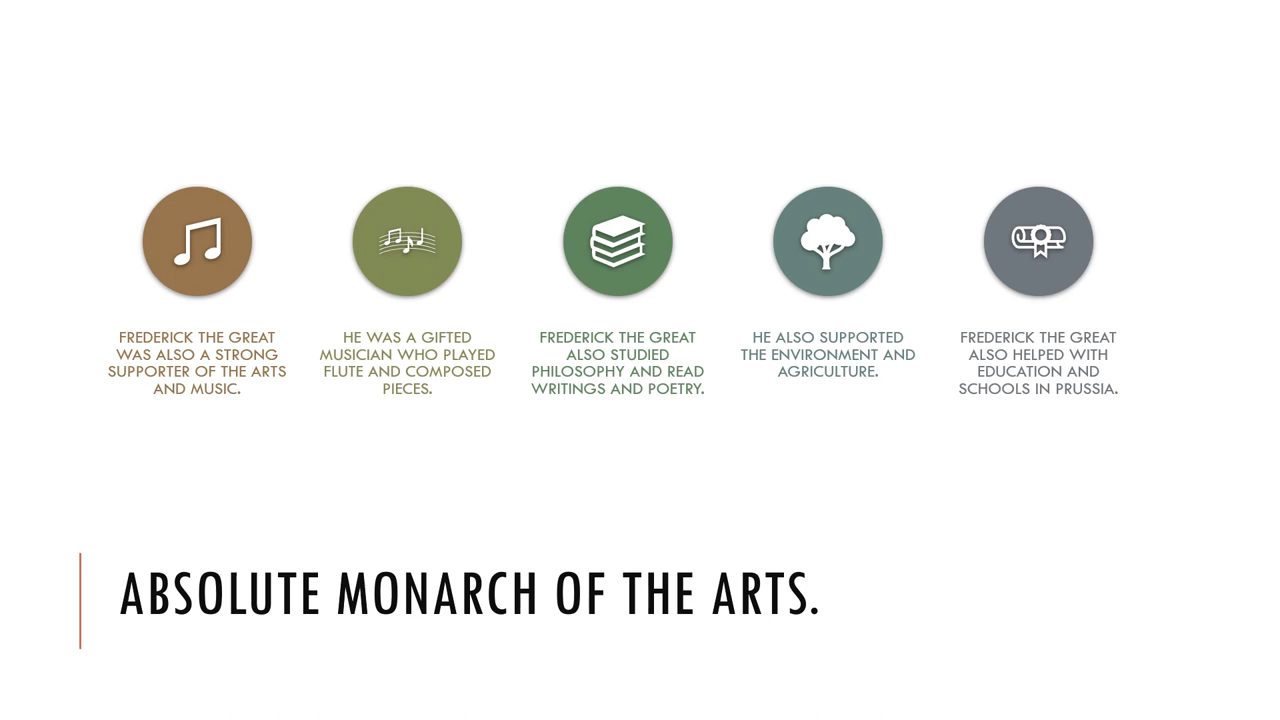 FREDERICK THE GREAT
WAS ALSO A STRONG
SUPPORTER OF THE ARTS
AND MUSIC.
HE WAS A GIFTED
MUSICIAN WHO PLAYED
FLUTE AND COMPOSED
PIECES.
FREDERICK THE GREAT
ALSO STUDIED
PHILOSOPHY AND READ
WRITINGS AND POETRY.
HE ALSO SUPPORTED
THE ENVIRONMENT AND
AGRICULTURE.
FREDERICK THE GREAT
ALSO HELPED WITH
EDUCATION AND
SCHOOLS IN PRUSSIA.
ABSOLUTE MONARCH OF THE ARTS.